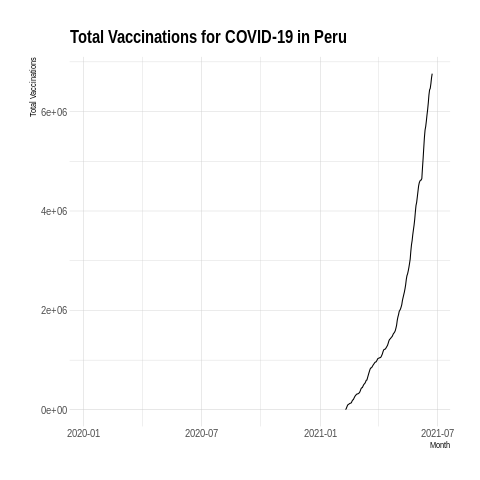 Total Vaccinations for COVID-19 in Peru
Total Vaccinations
6e+06
4e+06
2e+06
0e+00
2020-01 2020-07 2021-01 2021-07
Month